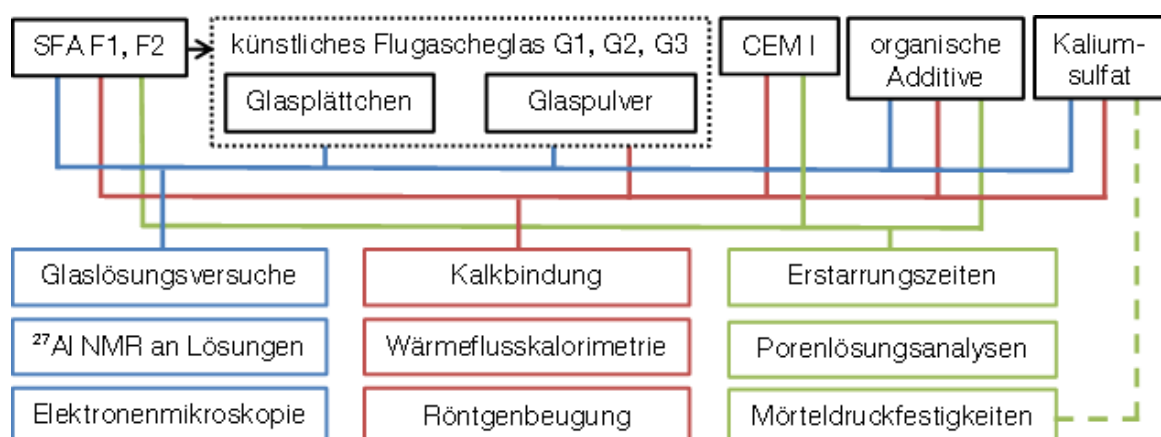 SFA F1, F2
künstliches Flugascheglas G1, G2, G3
Glasplättchen
Glaspulver
CEM I
organische
Additive
Kalium-
sulfat
Glaslösungsversuche
Kalkbindung
Erstarrungszeiten
²⁷Al NMR an Lösungen
Wärmeflusskalorimetrie
Porenlösungsanalysen
Elektronenmikroskopie
Röntgenbeugung
Mörteldruckfestigkeiten